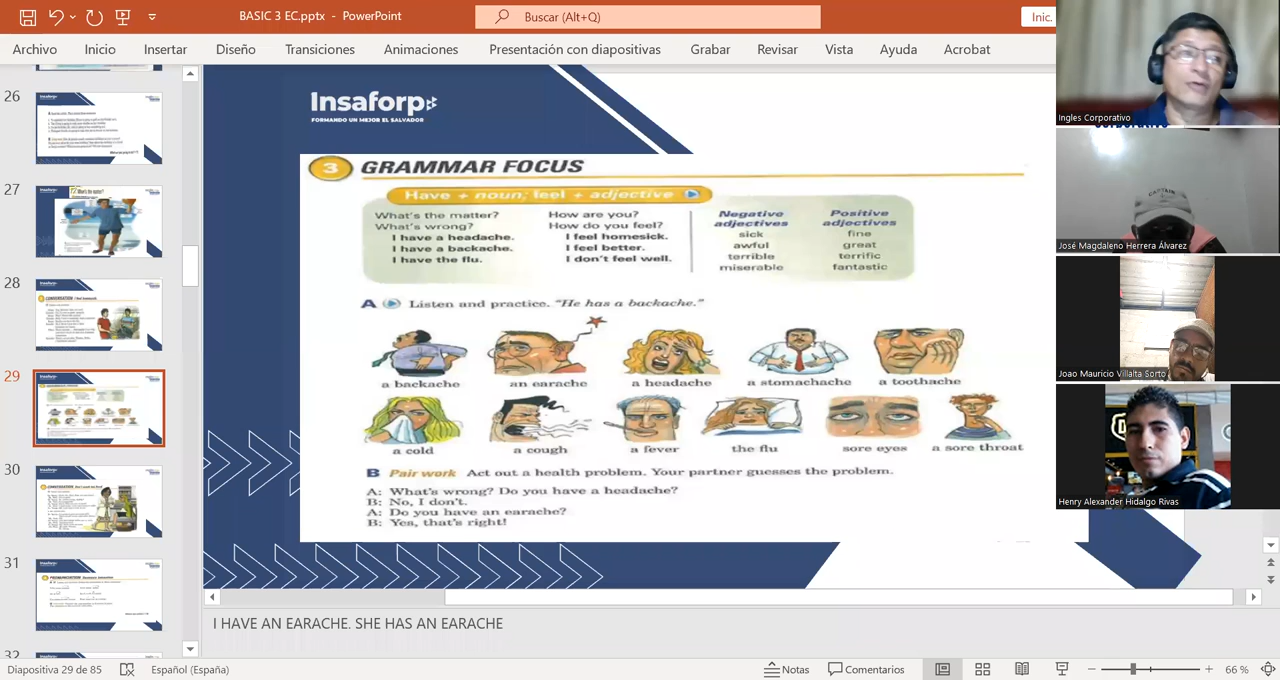 BASIC 3 EC.pptx - PowerPoint
Buscar (Alt+Q)
Inic.
Archivo Inicio Insertar Diseño Transiciones Animaciones Presentación con diapositivas Grabar Revisar Vista Ayuda Acrobat
26
27
28
29
30
31
32
Insaforp
FORMANDO UN MEJOR EL SALVADOR
3 GRAMMAR FOCUS
Have + noun; feel + adjective
What's the matter? How are you? Negative adjectives Positive adjectives
What's wrong? How do you feel? sick fine
I have a headache. I feel homesick. awful great
I have a backache. I feel better. terrible terrific
I have the flu. I don't feel well. miserable fantastic
A Listen and practice. "He has a backache."
a backache an earache a headache a stomachache a toothache
a cold a cough a fever the flu sore eyes a sore throat
B Pair work Act out a health problem. Your partner guesses the problem.
A: What's wrong? Do you have a headache?
B: No, I don't.
A: Do you have an earache?
B: Yes, that's right!
I HAVE AN EARACHE. SHE HAS AN EARACHE
Ingles Corporativo
José Magdaleno Herrera Álvarez
Joao Mauricio Villalta Sorto
Henry Alexander Hidalgo Rivas
Diapositiva 29 de 85 Español (España) Notas Comentarios 66 %